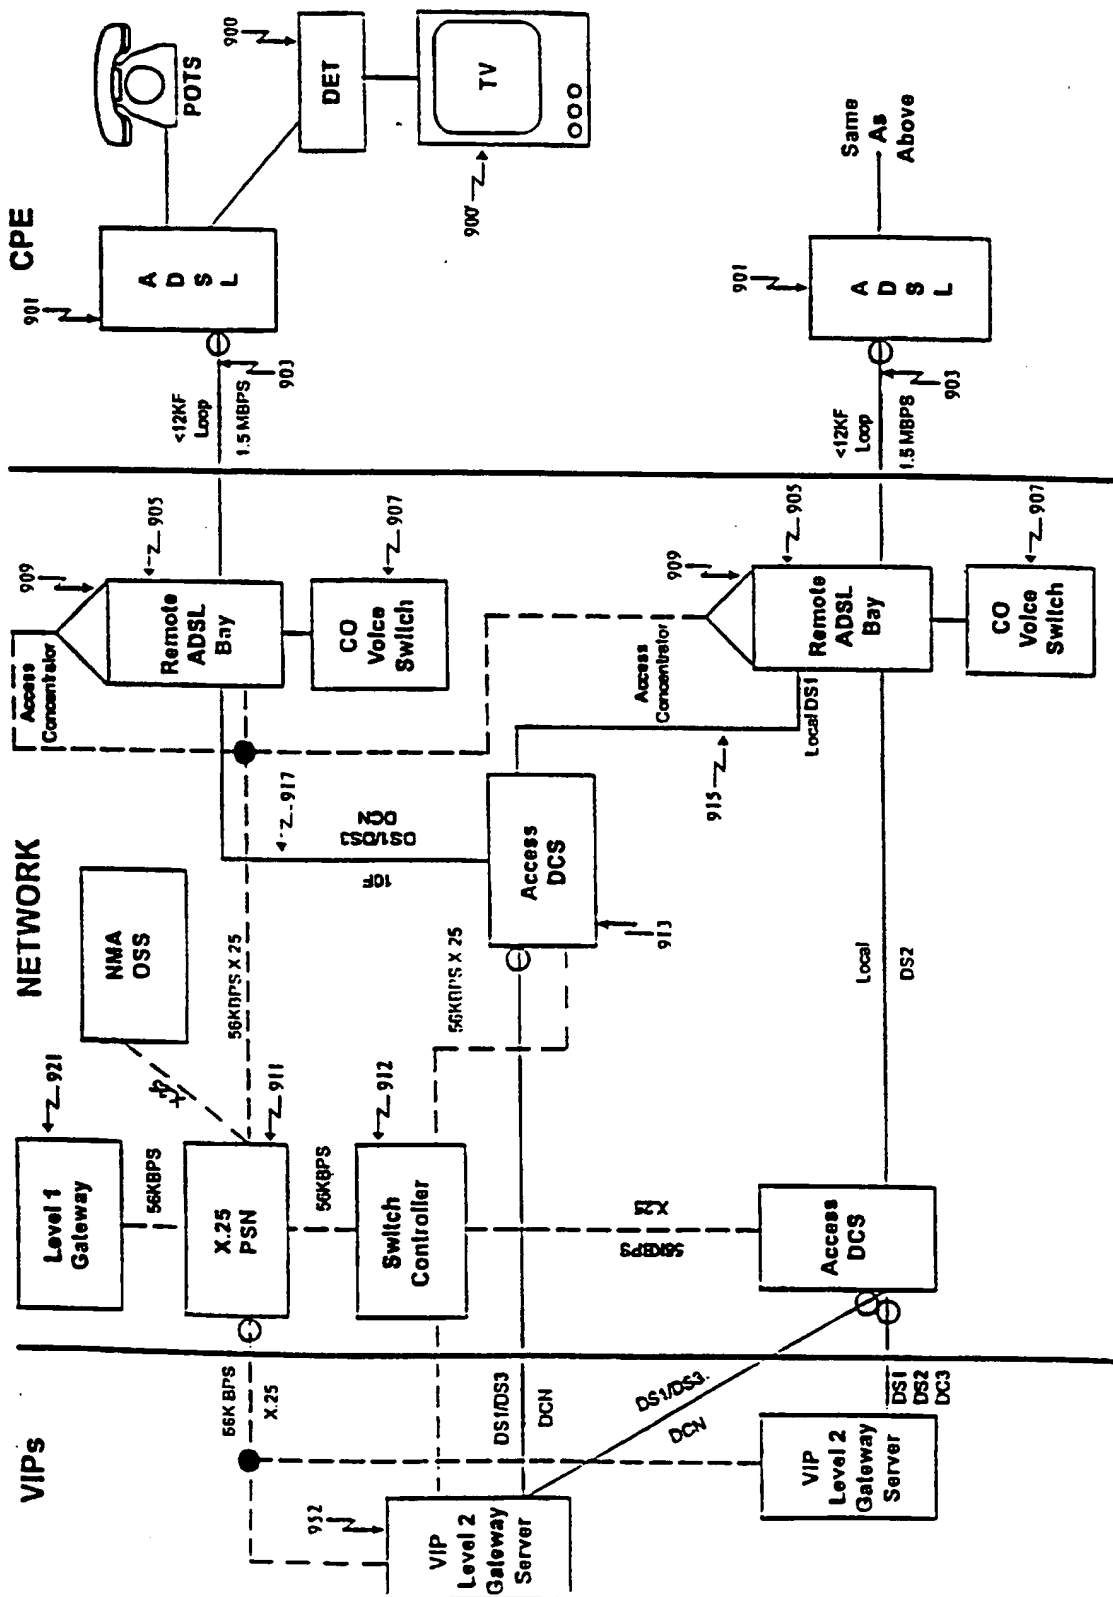 VIPs
NETWORK
CPE
VIP
Level 2
Gateway
Server
952
56K BPS
X.25
DS1/DS3
DCN
DS1/DS3.
DCN
VIP
Level 2
Gateway
Server
DS1
DS2
DC3
Level 1
Gateway
921
56KBPS
X.25
PSN
911
56KBPS
Switch
Controller
912
NMA
OSS
X.25
56KBPS X 25
56KBPS X 25
56KBPS
X.25
Access
DCS
Access
DCS
913
10F
DS1/DS3
DCN
917
915
Local DS1
Local
DS2
Access
Concentrator
909
Remote
ADSL
Bay
905
CO
Voice
Switch
907
Access
Concentrator
909
Remote
ADSL
Bay
905
CO
Voice
Switch
907
<12KF
Loop
1.5 MBPS
903
901
A
D
S
L
POTS
900
DET
TV
900'
<12KF
Loop
1.5 MBPS
903
901
A
D
S
L
Same
As
Above